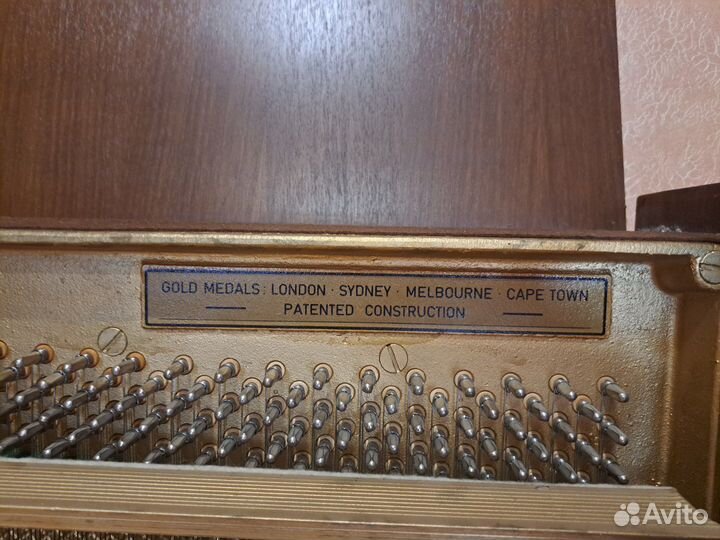 GOLD MEDALS: LONDON · SYDNEY · MELBOURNE · CAPE TOWN
PATENTED CONSTRUCTION
Avito